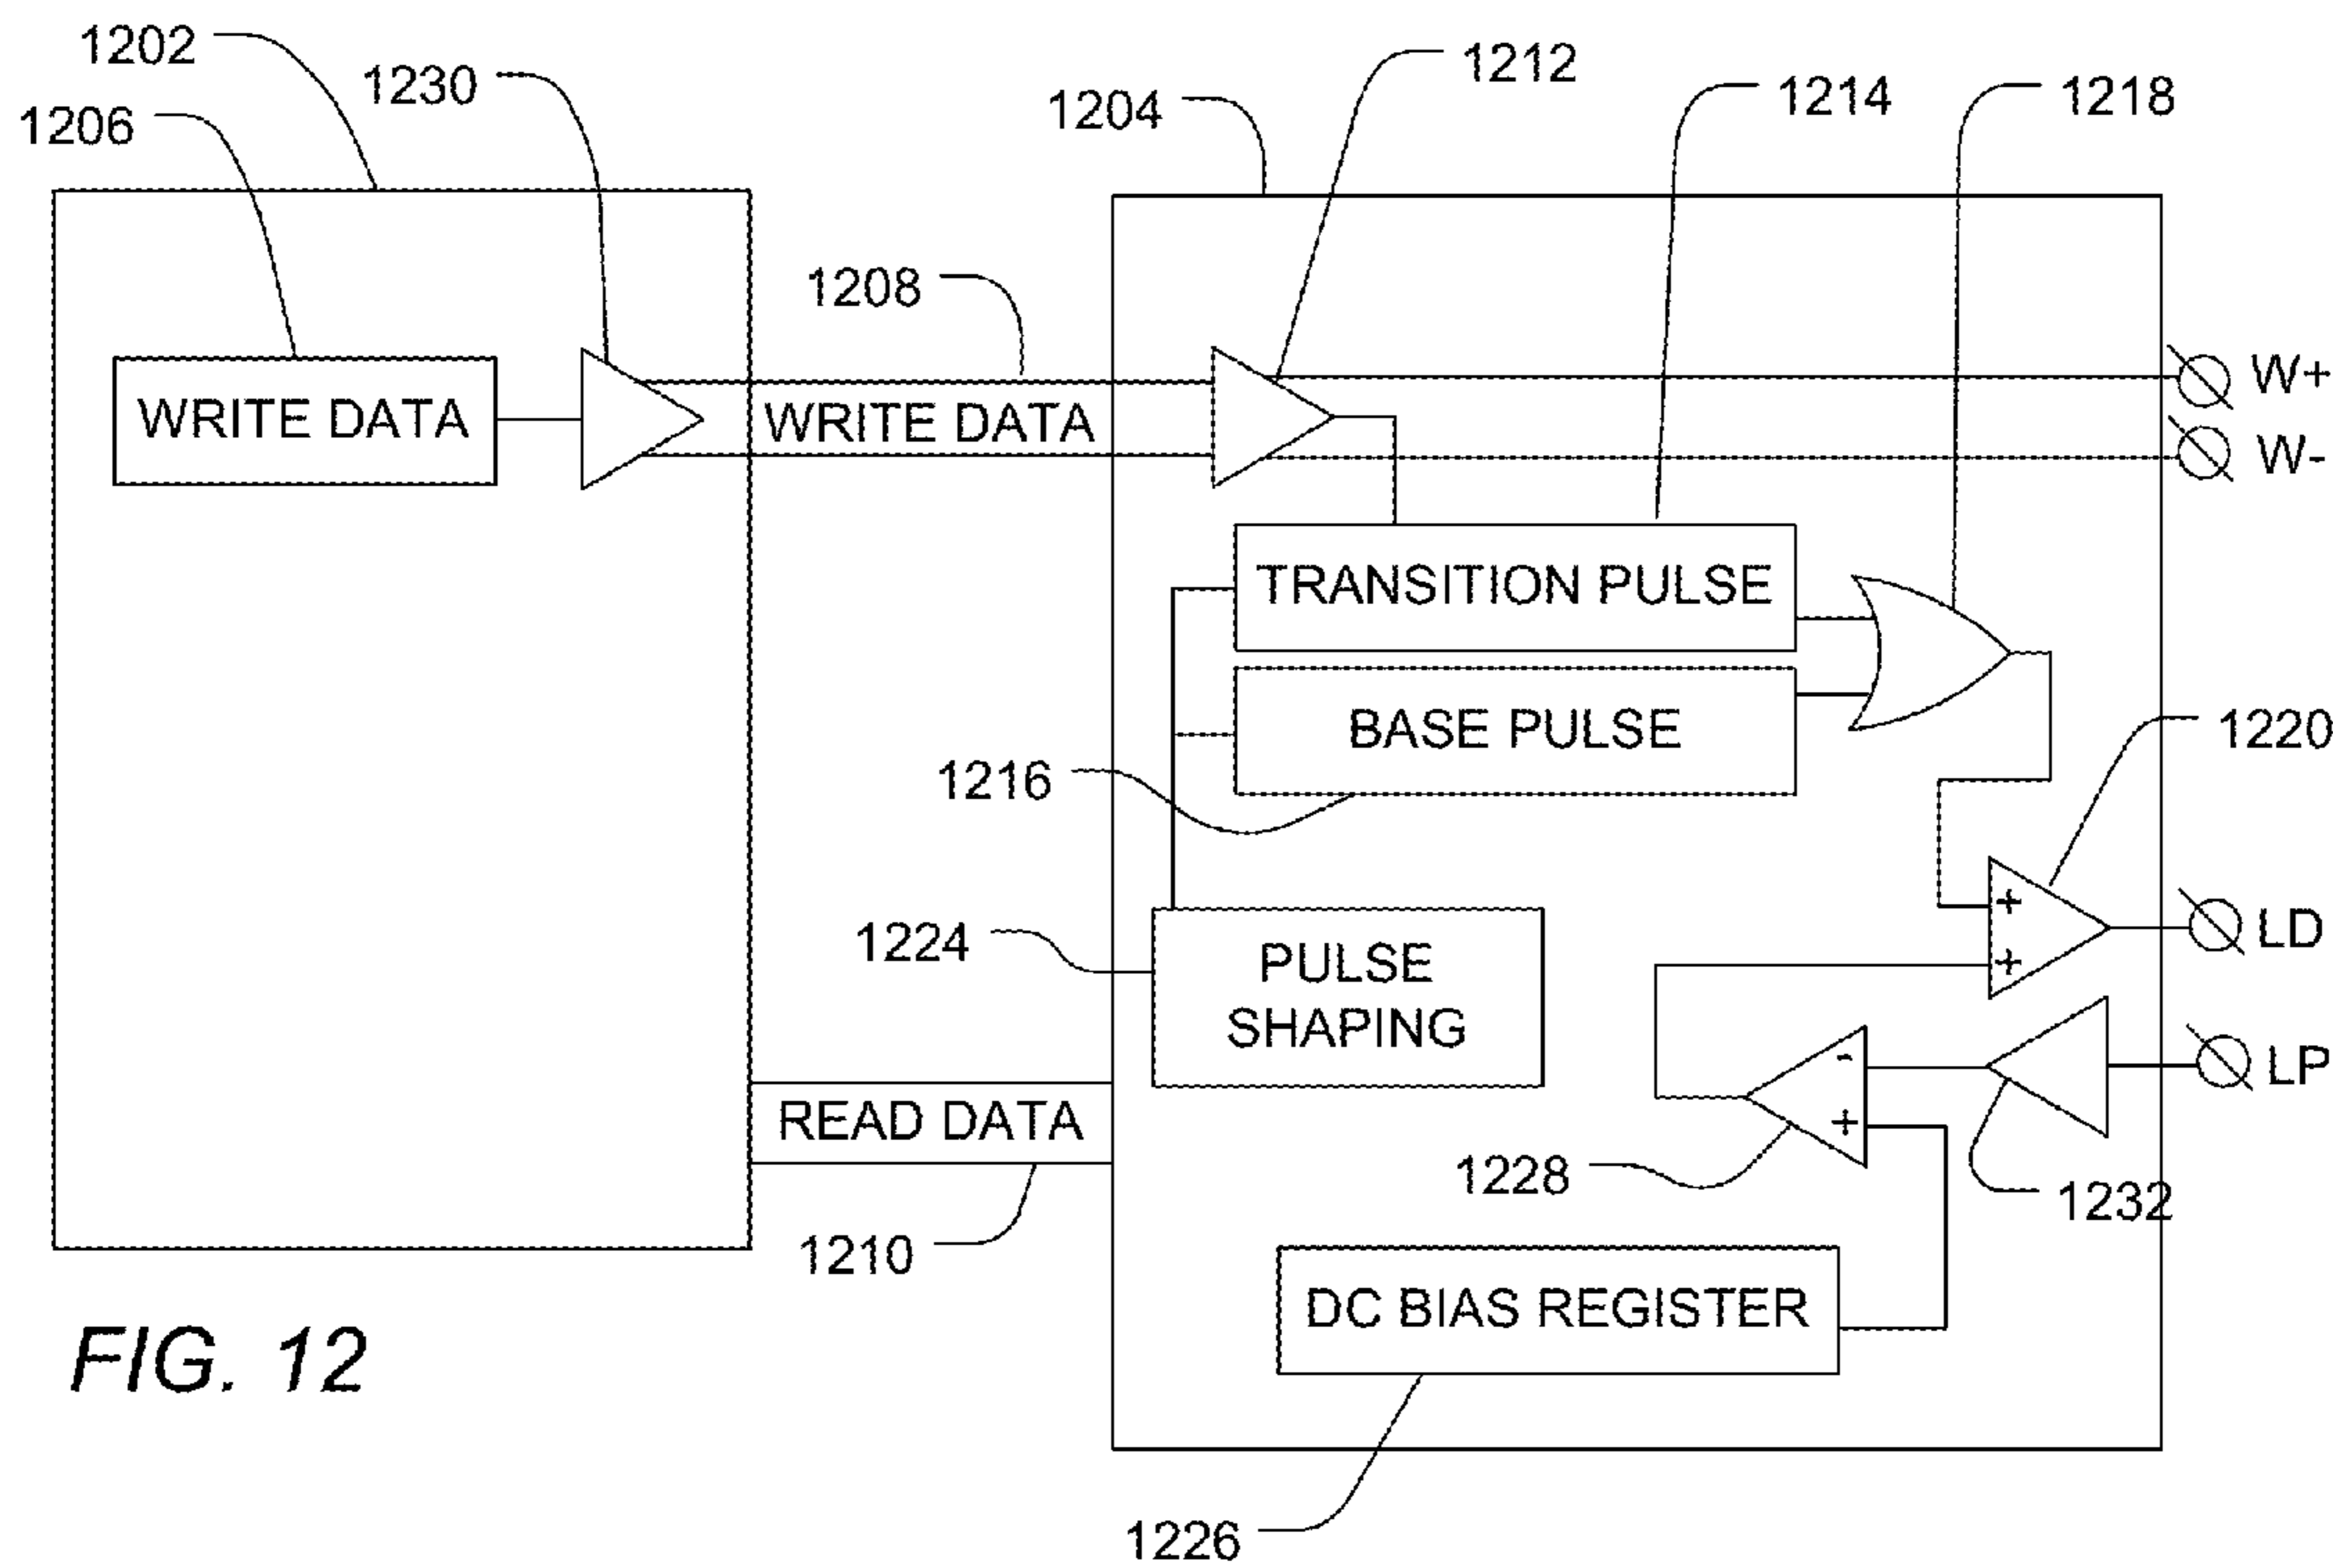 1202
1230
1206
1212
1204
1214
1218
1208
W+
WRITE DATA
WRITE DATA
W-
TRANSITION PULSE
BASE PULSE
1220
1216
+
LD
1224
PULSE
SHAPING
+
-
LP
READ DATA
+
1228
1232
1210
DC BIAS REGISTER
FIG. 12
1226